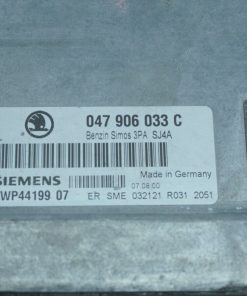 047 906 033 C
Benzin Simos 3PA SJ4A
Made in Germany
SIEMENS
07.08.00
WP44199 07 ER SME 032121 R031 2051